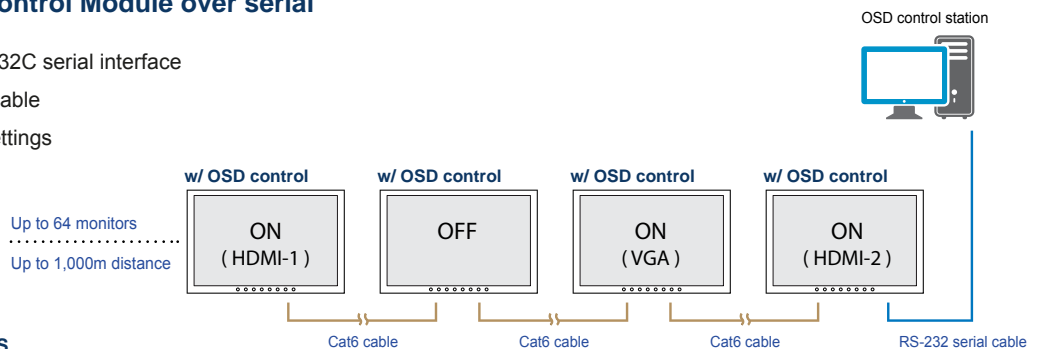 ontrol Module over serial
OSD control station
32C serial interface
able
ettings
w/ OSD control
w/ OSD control
w/ OSD control
w/ OSD control
Up to 64 monitors
Up to 1,000m distance
ON
( HDMI-1 )
OFF
ON
( VGA )
ON
( HDMI-2 )
Cat6 cable
Cat6 cable
Cat6 cable
RS-232 serial cable
s